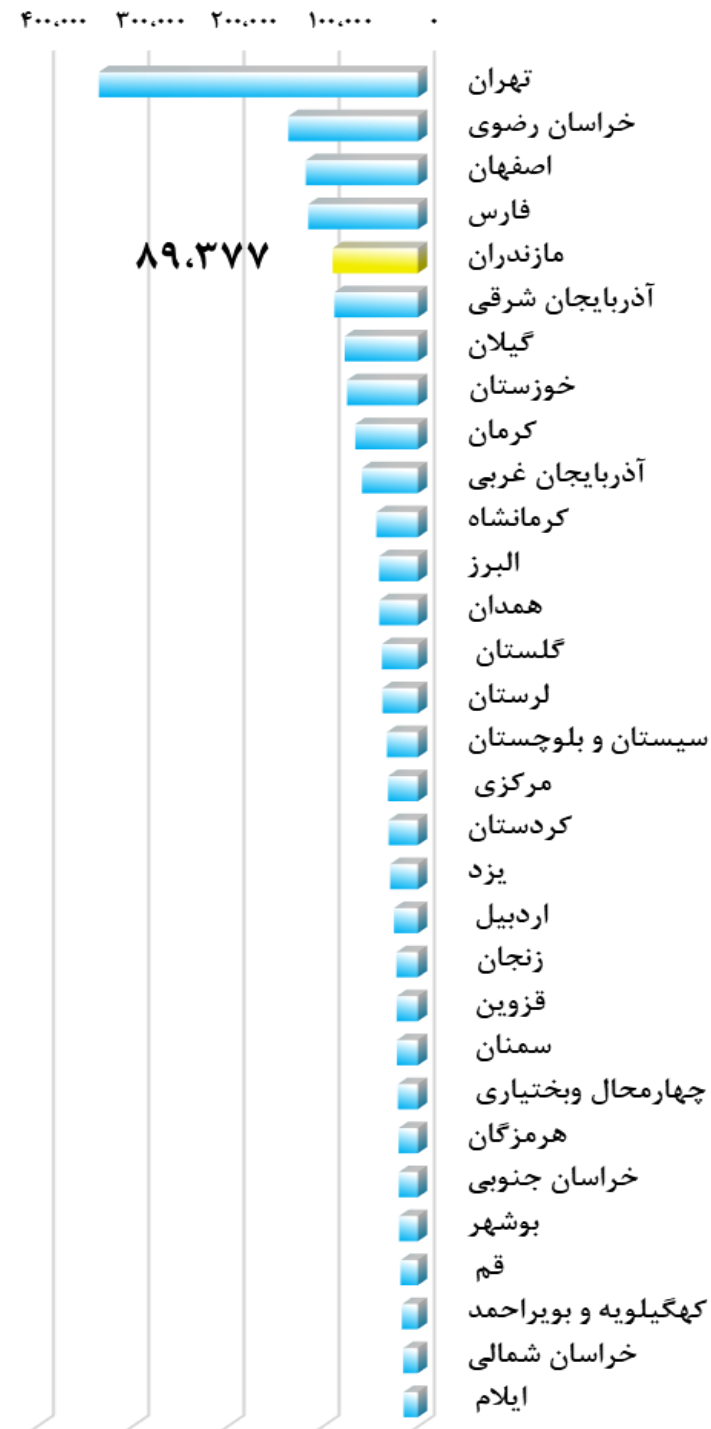 ۴۰۰،۰۰۰ ۳۰۰،۰۰۰ ۲۰۰،۰۰۰ ۱۰۰،۰۰۰ ۰
تهران
خراسان رضوی
اصفهان
فارس
مازندران ۸۹،۳۷۷
آذربایجان شرقی
گیلان
خوزستان
کرمان
آذربایجان غربی
کرمانشاه
البرز
همدان
گلستان
لرستان
سیستان و بلوچستان
مرکزی
کردستان
یزد
اردبیل
زنجان
قزوین
سمنان
چهارمحال وبختیاری
هرمزگان
خراسان جنوبی
بوشهر
قم
کهگیلویه و بویراحمد
خراسان شمالی
ایلام